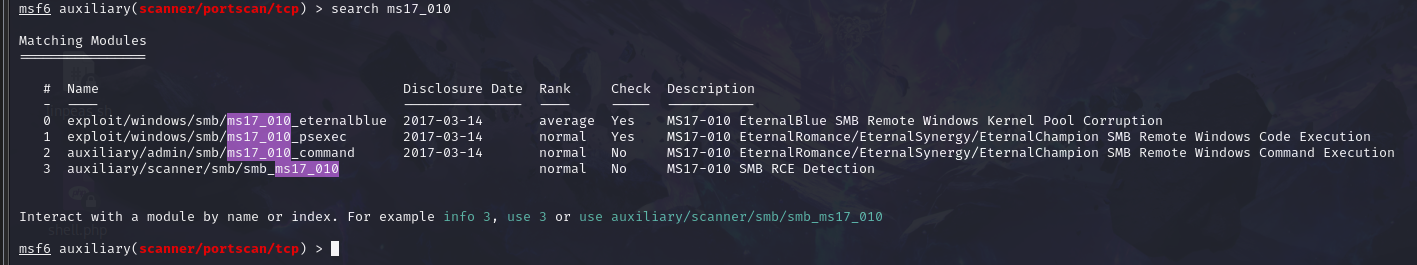 msf6 auxiliary(scanner/portscan/tcp) > search ms17_010
Matching Modules
================
#  Name                                      Disclosure Date  Rank     Check  Description
-  ----                                      ---------------  ----     -----  -----------
0  exploit/windows/smb/ms17_010_eternalblue  2017-03-14       average  Yes    MS17-010 EternalBlue SMB Remote Windows Kernel Pool Corruption
1  exploit/windows/smb/ms17_010_psexec       2017-03-14       normal   Yes    MS17-010 EternalRomance/EternalSynergy/EternalChampion SMB Remote Windows Code Execution
2  auxiliary/admin/smb/ms17_010_command      2017-03-14       normal   No     MS17-010 EternalRomance/EternalSynergy/EternalChampion SMB Remote Windows Command Execution
3  auxiliary/scanner/smb/smb_ms17_010                         normal   No     MS17-010 SMB RCE Detection
Interact with a module by name or index. For example info 3, use 3 or use auxiliary/scanner/smb/smb_ms17_010
shell.php
msf6 auxiliary(scanner/portscan/tcp) >